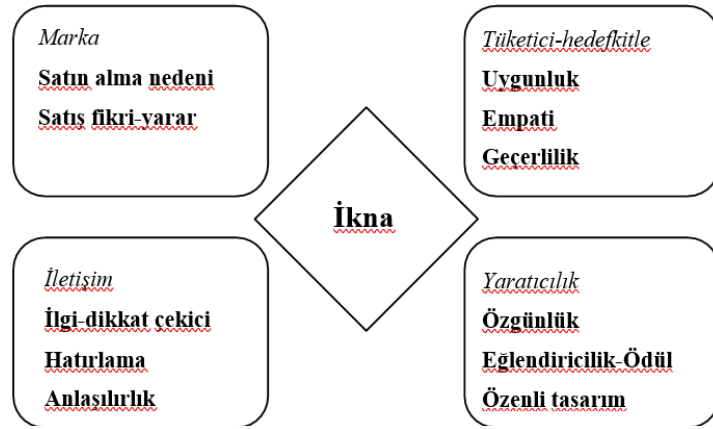 Marka
Satın alma nedeni
Satış fikri-yarar
Tüketici-hedefkitle
Uygunluk
Empati
Geçerlilik
İkna
İletişim
İlgi-dikkat çekici
Hatırlama
Anlaşılırlık
Yaratıcılık
Özgünlük
Eğlendiricilik-Ödül
Özenli tasarım